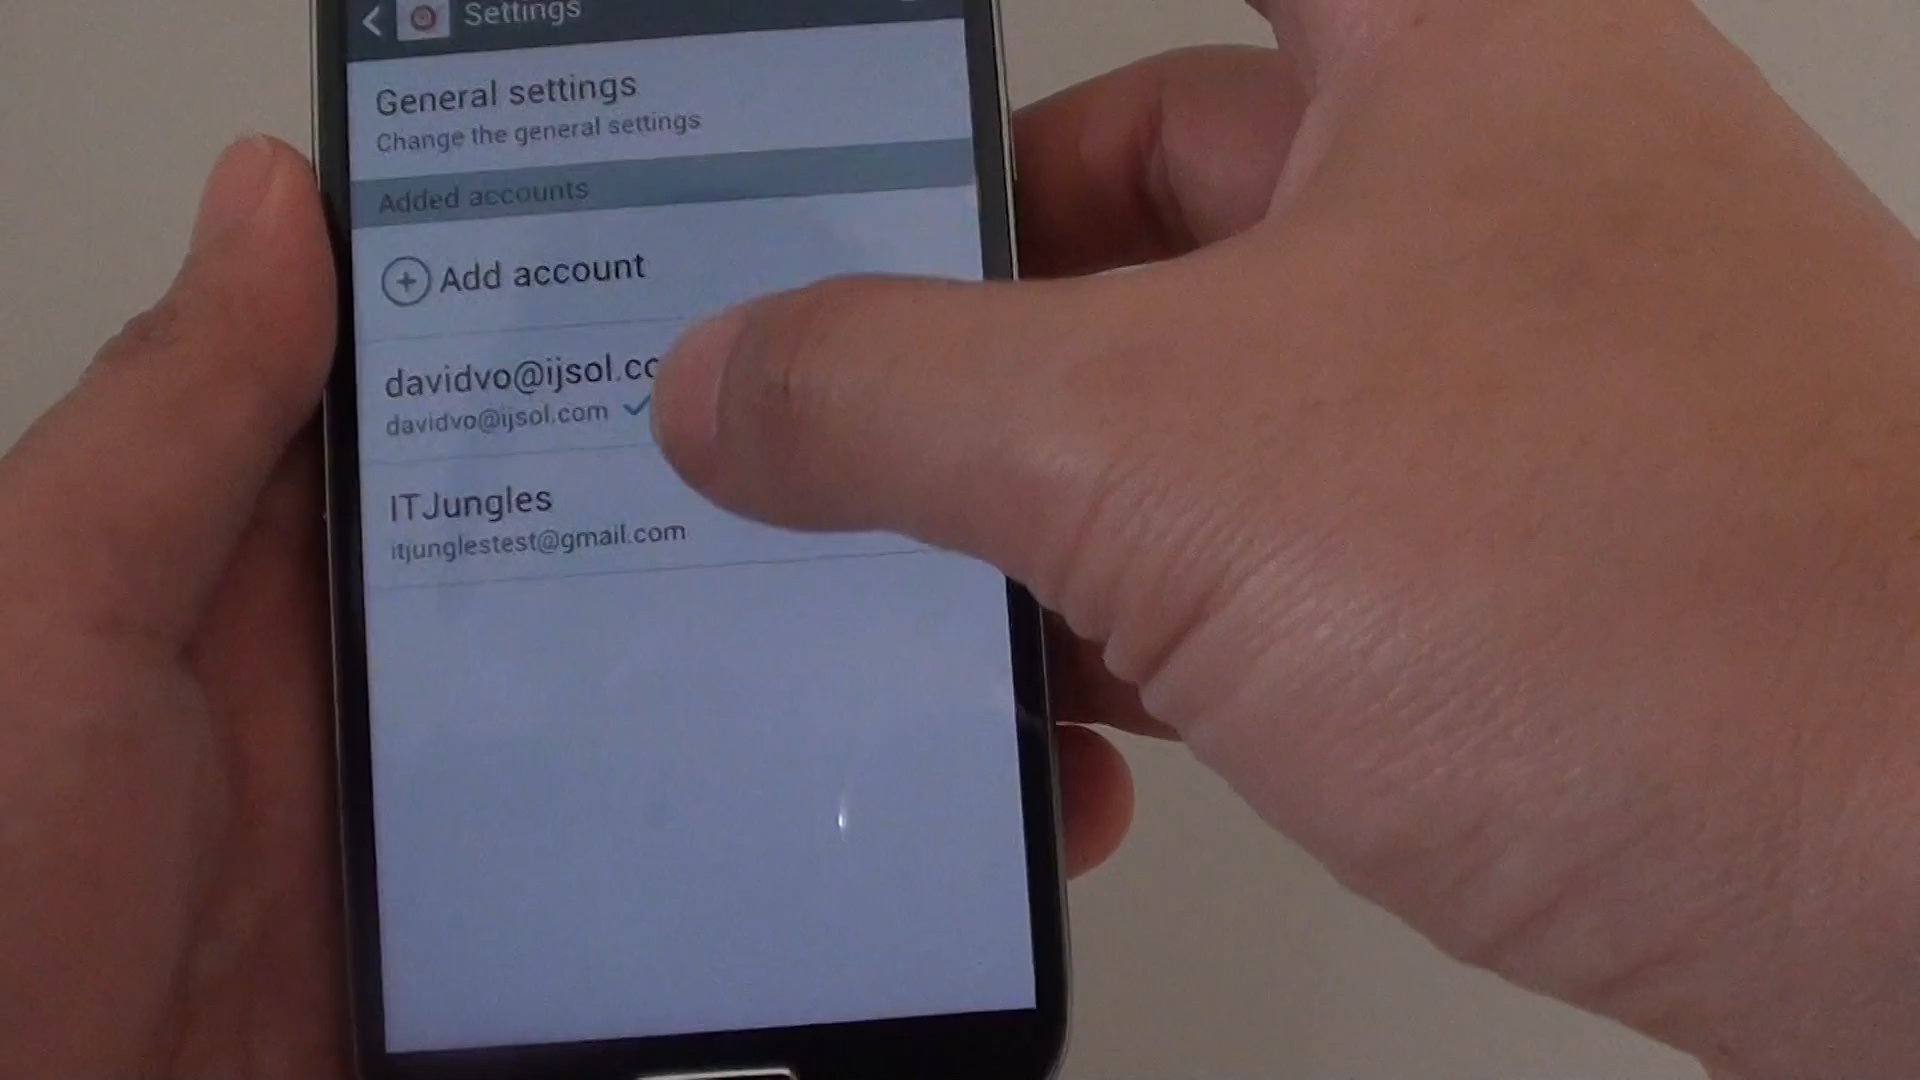 Settings
General settings
Change the general settings
Added accounts
Add account
davidvo@ijsol.co
davidvo@ijsol.com
ITJungles
itjunglestest@gmail.com